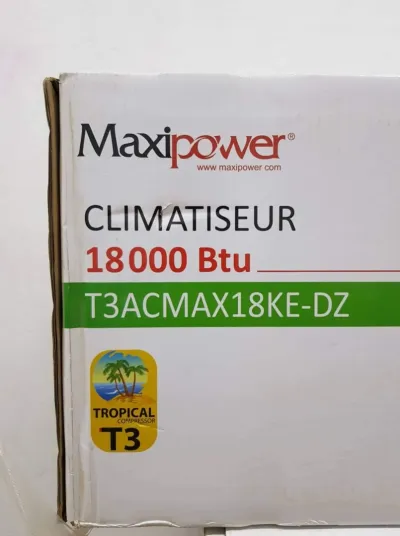 Maxipower®
www.maxipower.com
CLIMATISEUR
18000 Btu
T3ACMAX18KE-DZ
TROPICAL
COMPRESSOR
T3